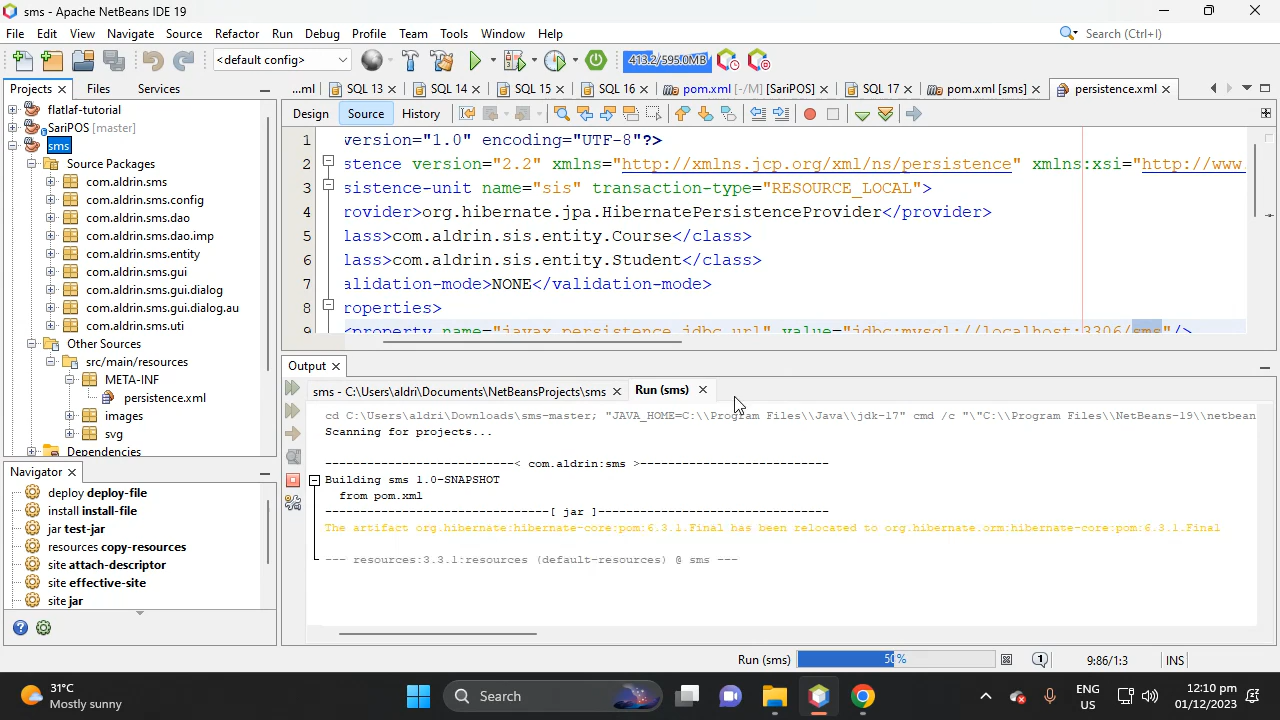 sms - Apache NetBeans IDE 19
File Edit View Navigate Source Refactor Run Debug Profile Team Tools Window Help
Search (Ctrl+I)
<default config>
413.2/595.0MB
Projects
Files
Services
...ml
SQL 13
SQL 14
SQL 15
SQL 16
pom.xml [-/M] [SariPOS]
SQL 17
pom.xml [sms]
persistence.xml
Design
Source
History
flatlaf-tutorial
SariPOS [master]
sms
Source Packages
com.aldrin.sms
com.aldrin.sms.config
com.aldrin.sms.dao
com.aldrin.sms.dao.imp
com.aldrin.sms.entity
com.aldrin.sms.gui
com.aldrin.sms.gui.dialog
com.aldrin.sms.gui.dialog.au
com.aldrin.sms.uti
Other Sources
src/main/resources
META-INF
persistence.xml
images
svg
Dependencies
1 version="1.0" encoding="UTF-8"?>
2 stence version="2.2" xmlns="http://xmlns.jcp.org/xml/ns/persistence" xmlns:xsi="http://www.
3 sistence-unit name="sis" transaction-type="RESOURCE_LOCAL">
4 rovider>org.hibernate.jpa.HibernatePersistenceProvider</provider>
5 lass>com.aldrin.sis.entity.Course</class>
6 lass>com.aldrin.sis.entity.Student</class>
7 alidation-mode>NONE</validation-mode>
8 roperties>
9 <property name="javax.persistence.jdbc.url" value="jdbc:mysql://localhost:3306/sms"/>
Output
sms - C:\Users\aldri\Documents\NetBeansProjects\sms
Run (sms)
cd C:\Users\aldri\Downloads\sms-master; "JAVA_HOME=C:\\Program Files\\Java\\jdk-17" cmd /c "\"C:\\Program Files\\NetBeans-19\\netbean
Scanning for projects...
-----------------------------< com.aldrin:sms >-----------------------------
Building sms 1.0-SNAPSHOT
from pom.xml
--------------------------------[ jar ]---------------------------------
The artifact org.hibernate:hibernate-core:pom:6.3.1.Final has been relocated to org.hibernate.orm:hibernate-core:pom:6.3.1.Final
--- resources:3.3.1:resources (default-resources) @ sms ---
Navigator
deploy deploy-file
install install-file
jar test-jar
resources copy-resources
site attach-descriptor
site effective-site
site jar
Run (sms)
50%
1
9:86/1:3
INS
31°C
Mostly sunny
Search
ENG
US
12:10 pm
01/12/2023